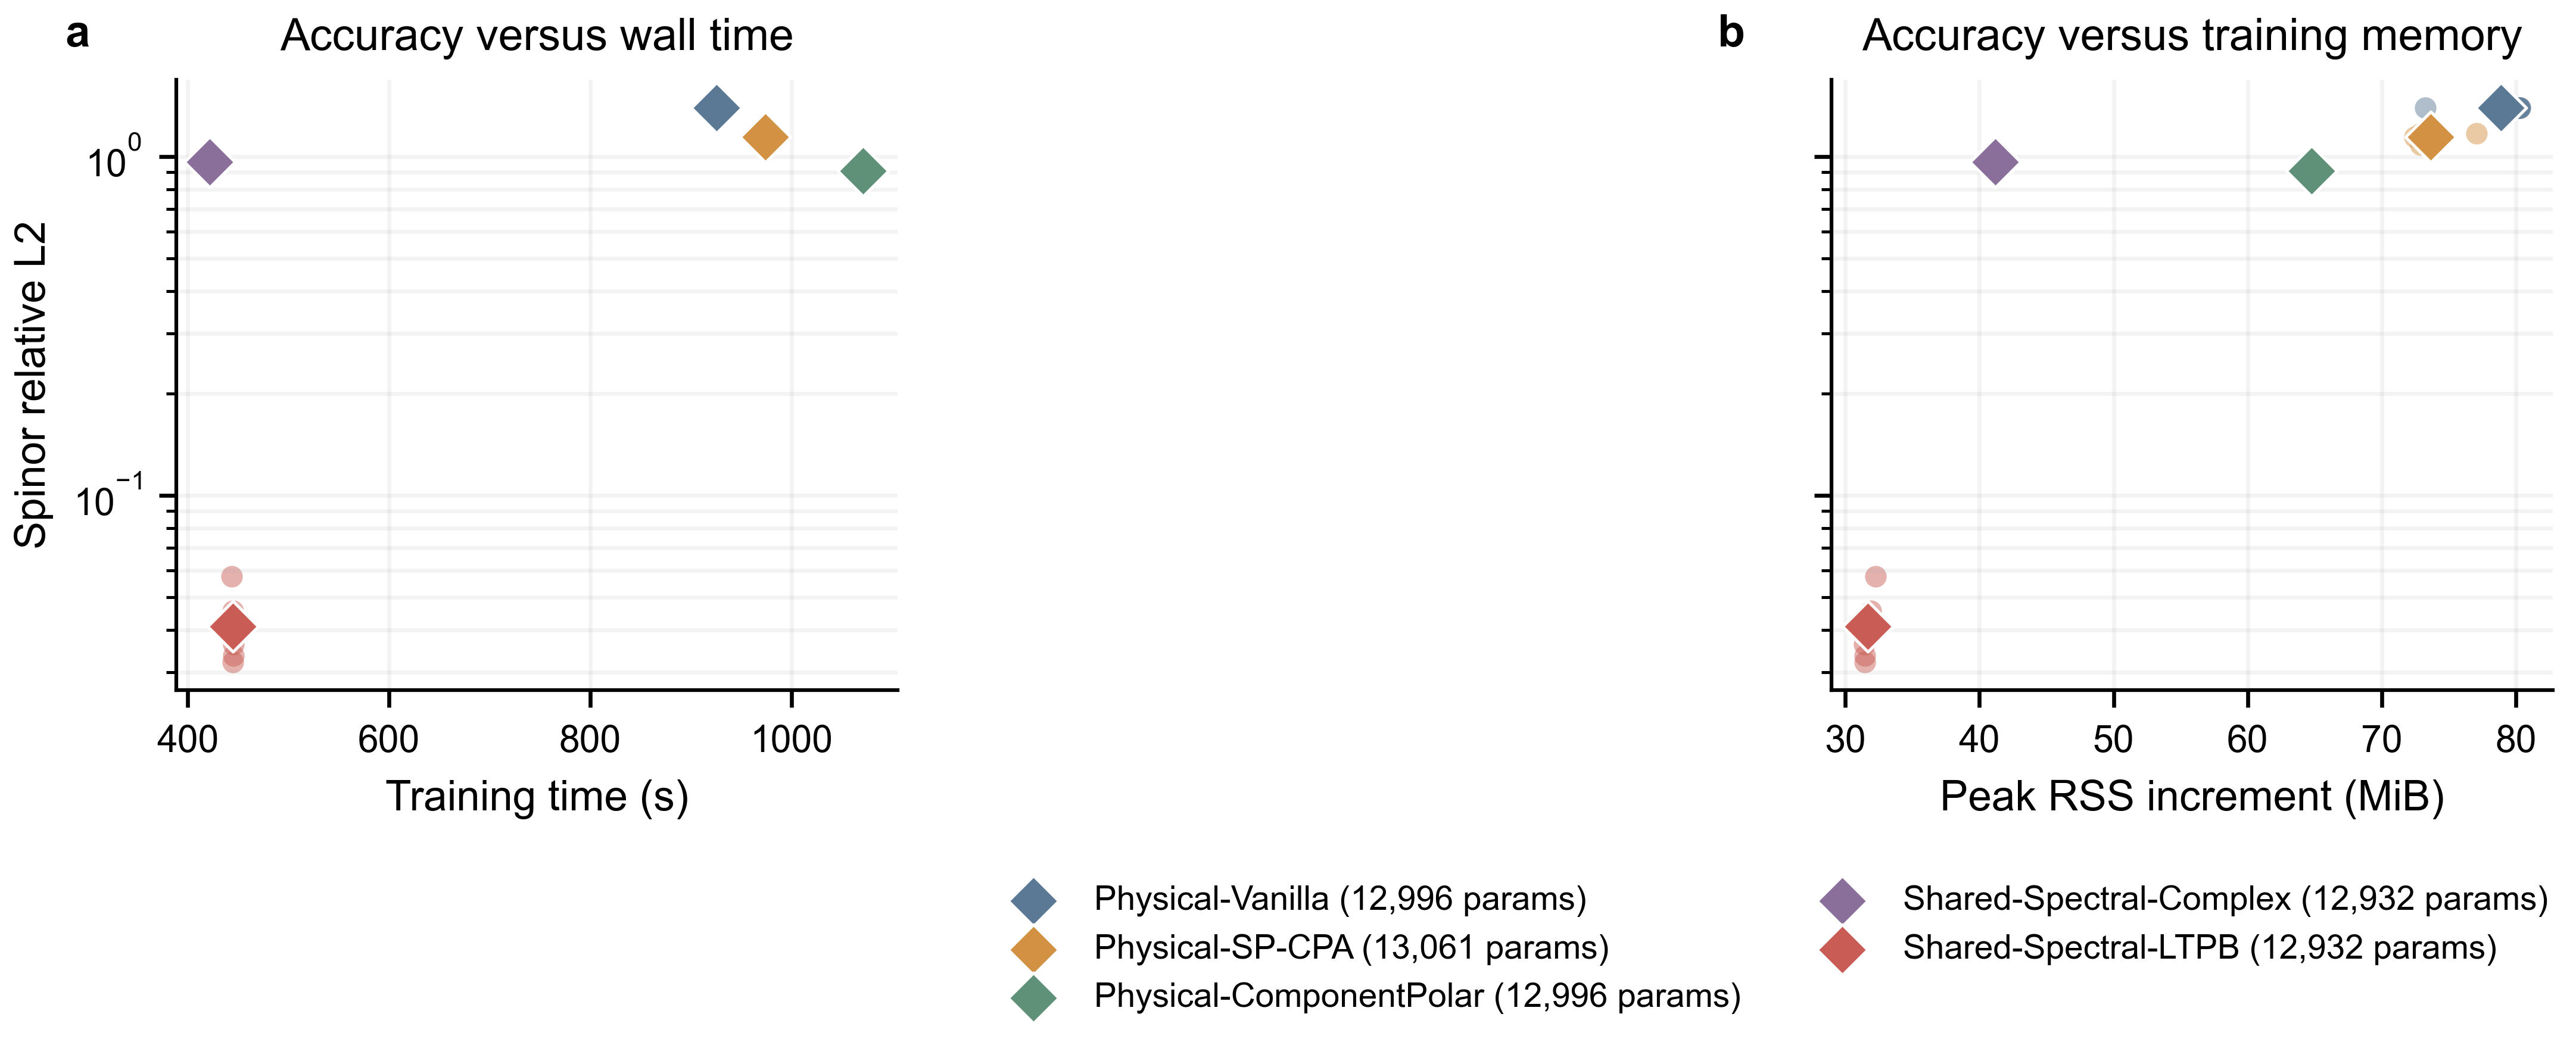 a
Accuracy versus wall time
Spinor relative L2
10^0
10^−1
400 600 800 1000
Training time (s)
b
Accuracy versus training memory
30 40 50 60 70 80
Peak RSS increment (MiB)
Physical-Vanilla (12,996 params)
Physical-SP-CPA (13,061 params)
Physical-ComponentPolar (12,996 params)
Shared-Spectral-Complex (12,932 params)
Shared-Spectral-LTPB (12,932 params)